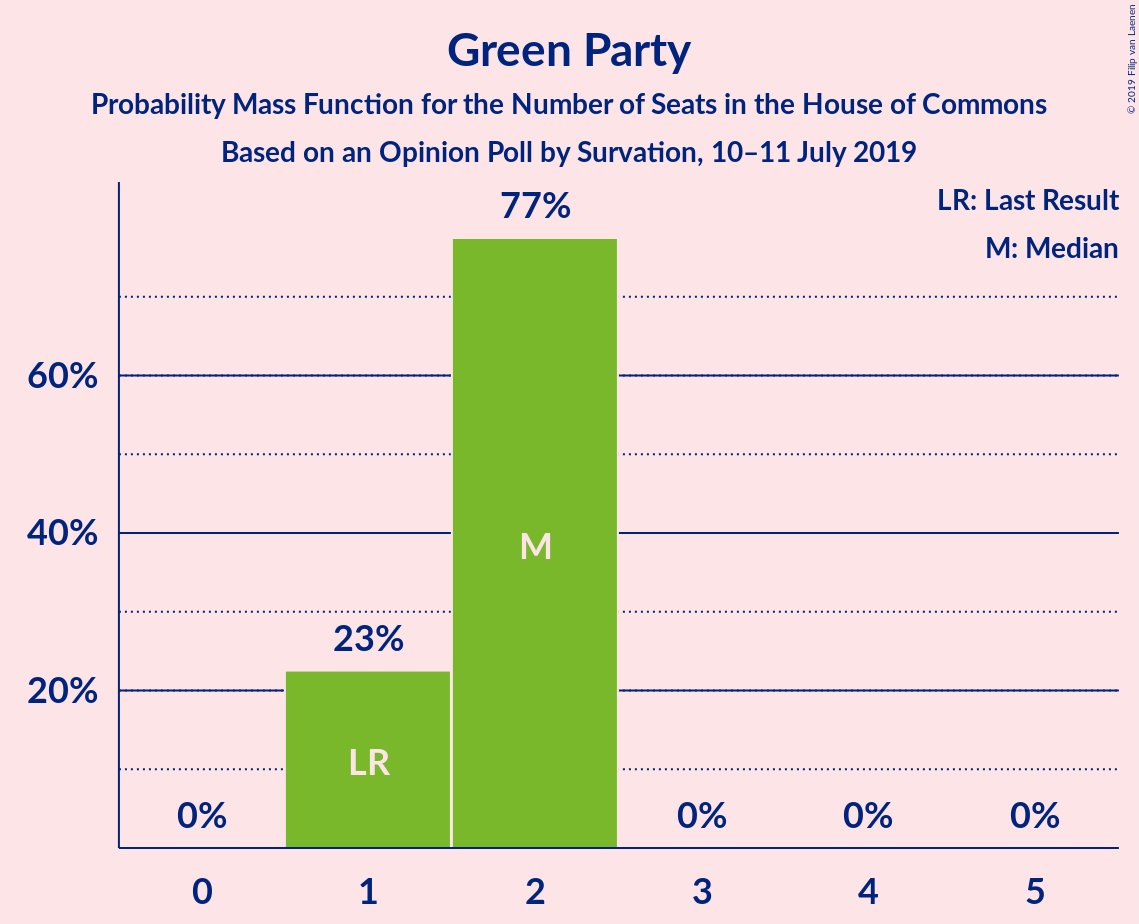 Green Party
Probability Mass Function for the Number of Seats in the House of Commons
Based on an Opinion Poll by Survation, 10–11 July 2019
© 2019 Filip van Laenen
LR: Last Result
M: Median
77%
60%
40%
20%
M
23%
LR
0%
0%
0%
0%
0 1 2 3 4 5